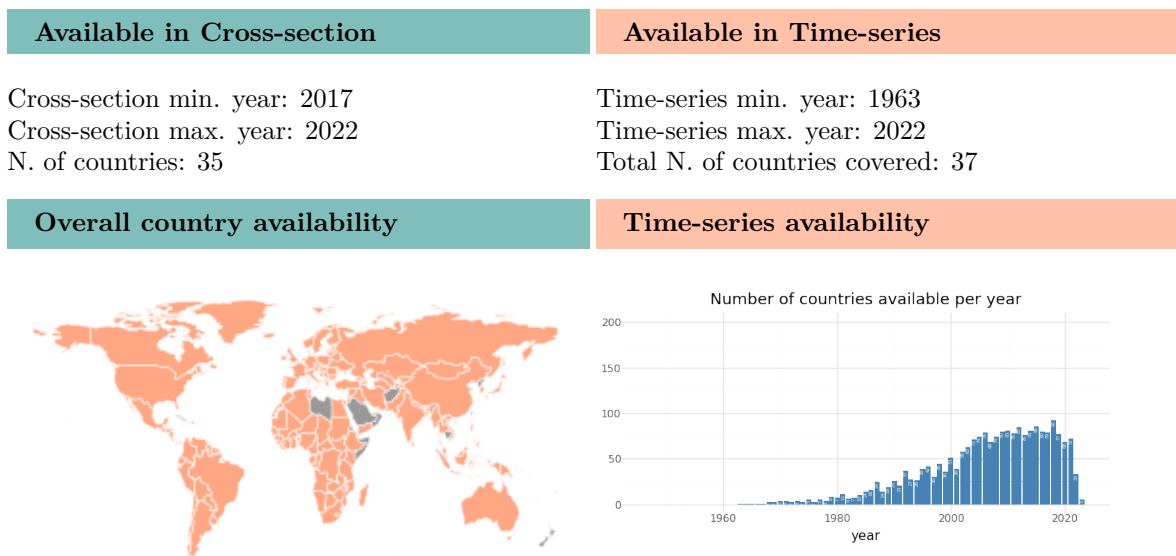 Available in Cross-section
Available in Time-series
Cross-section min. year: 2017
Cross-section max. year: 2022
N. of countries: 35
Time-series min. year: 1963
Time-series max. year: 2022
Total N. of countries covered: 37
Overall country availability
Time-series availability
Number of countries available per year
200
150
100
50
0
1960
1980
2000
2020
year